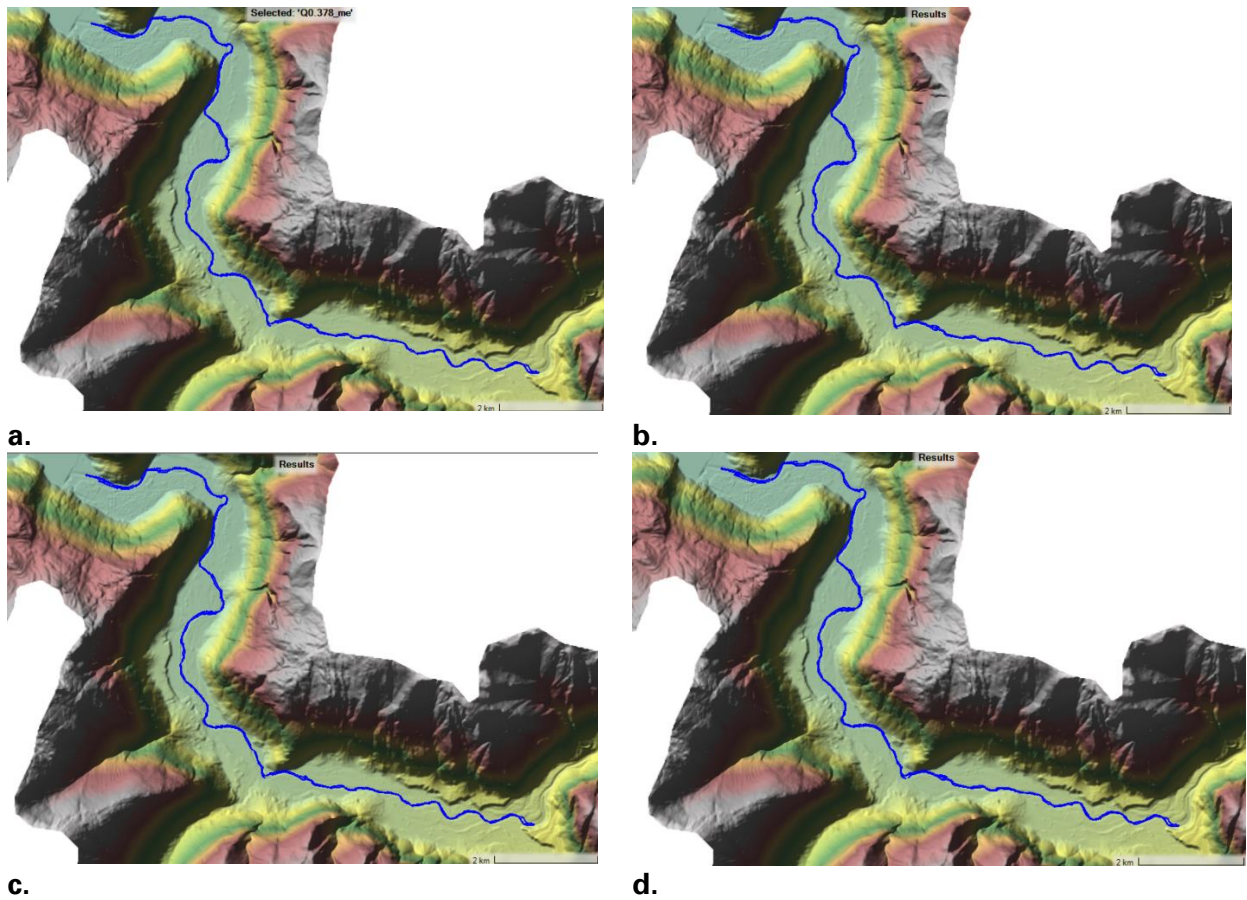 Selected: 'Q0.378_me'
Results
2 km
2 km
a.
b.
Results
Results
2 km
2 km
c.
d.